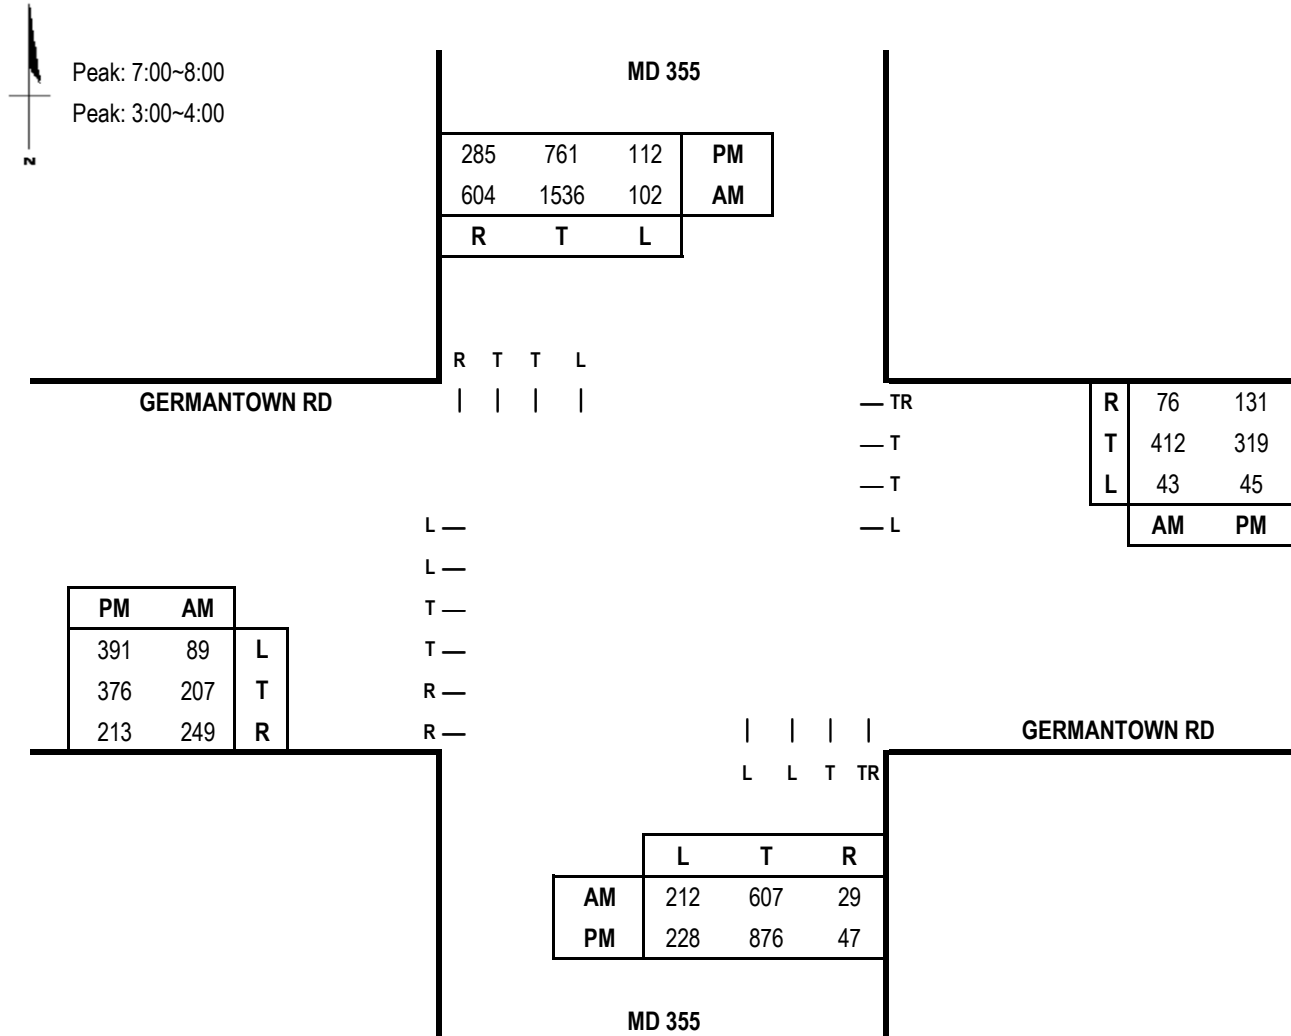 Peak: 7:00~8:00
Peak: 3:00~4:00
N
MD 355
285 761 112 PM
604 1536 102 AM
R T L
R T T L
GERMANTOWN RD
TR
T
T
L
R 76 131
T 412 319
L 43 45
AM PM
L
L
T
T
R
R
PM AM
391 89 L
376 207 T
213 249 R
GERMANTOWN RD
L L T TR
L T R
AM 212 607 29
PM 228 876 47
MD 355